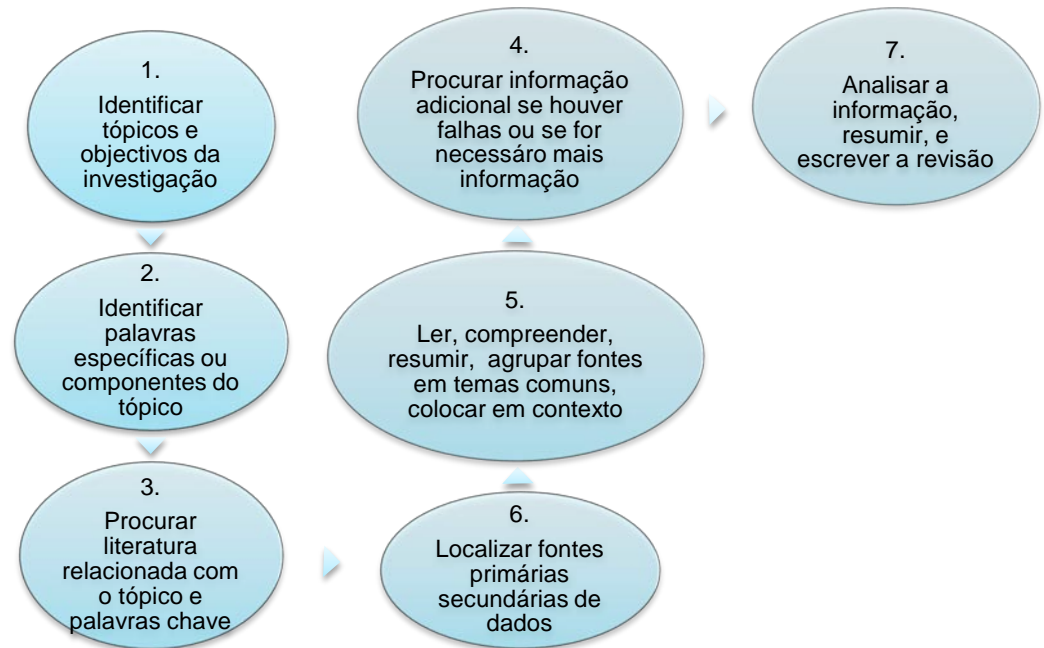 1.
Identificar
tópicos e
objectivos da
investigação
2.
Identificar
palavras
específicas ou
componentes do
tópico
3.
Procurar
literatura
relacionada com
o tópico e
palavras chave
4.
Procurar informação
adicional se houver
falhas ou se for
necessáro mais
informação
5.
Ler, compreender,
resumir, agrupar fontes
em temas comuns,
colocar em contexto
6.
Localizar fontes
primárias
secundárias de
dados
7.
Analisar a
informação,
resumir, e
escrever a revisão